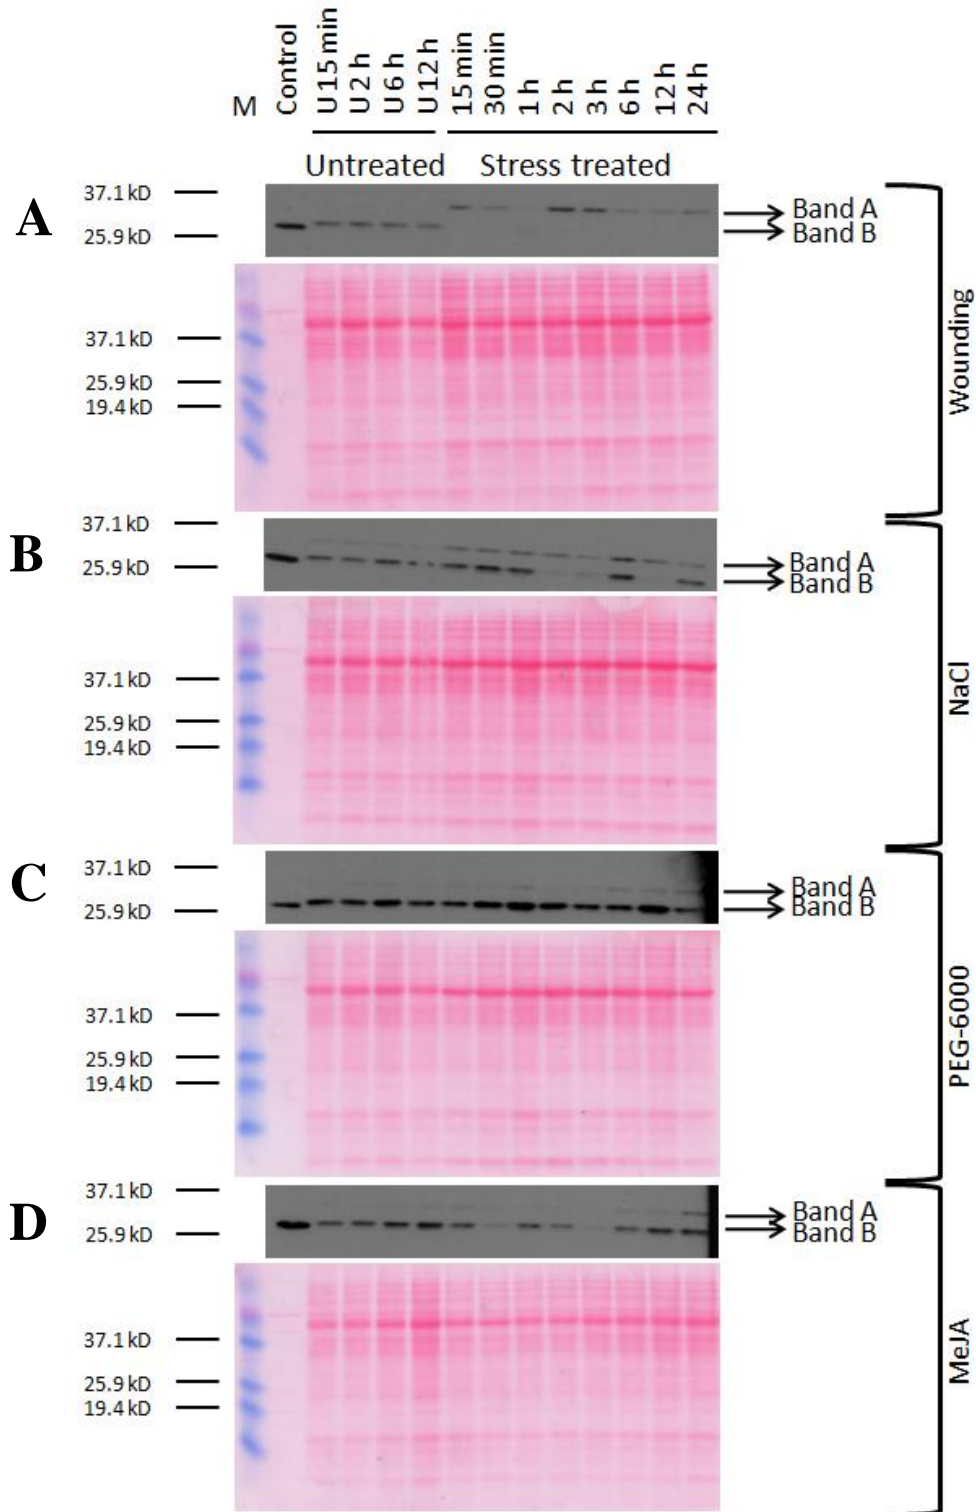 M Control U 15 min U 2 h U 6 h U 12 h 15 min 30 min 1 h 2 h 3 h 6 h 12 h 24 h
Untreated Stress treated
A
37.1 kD
25.9 kD
Band A
Band B
37.1 kD
25.9 kD
19.4 kD
Wounding
B
37.1 kD
25.9 kD
Band A
Band B
37.1 kD
25.9 kD
19.4 kD
NaCl
C
37.1 kD
25.9 kD
Band A
Band B
37.1 kD
25.9 kD
19.4 kD
PEG-6000
D
37.1 kD
25.9 kD
Band A
Band B
37.1 kD
25.9 kD
19.4 kD
MeJA